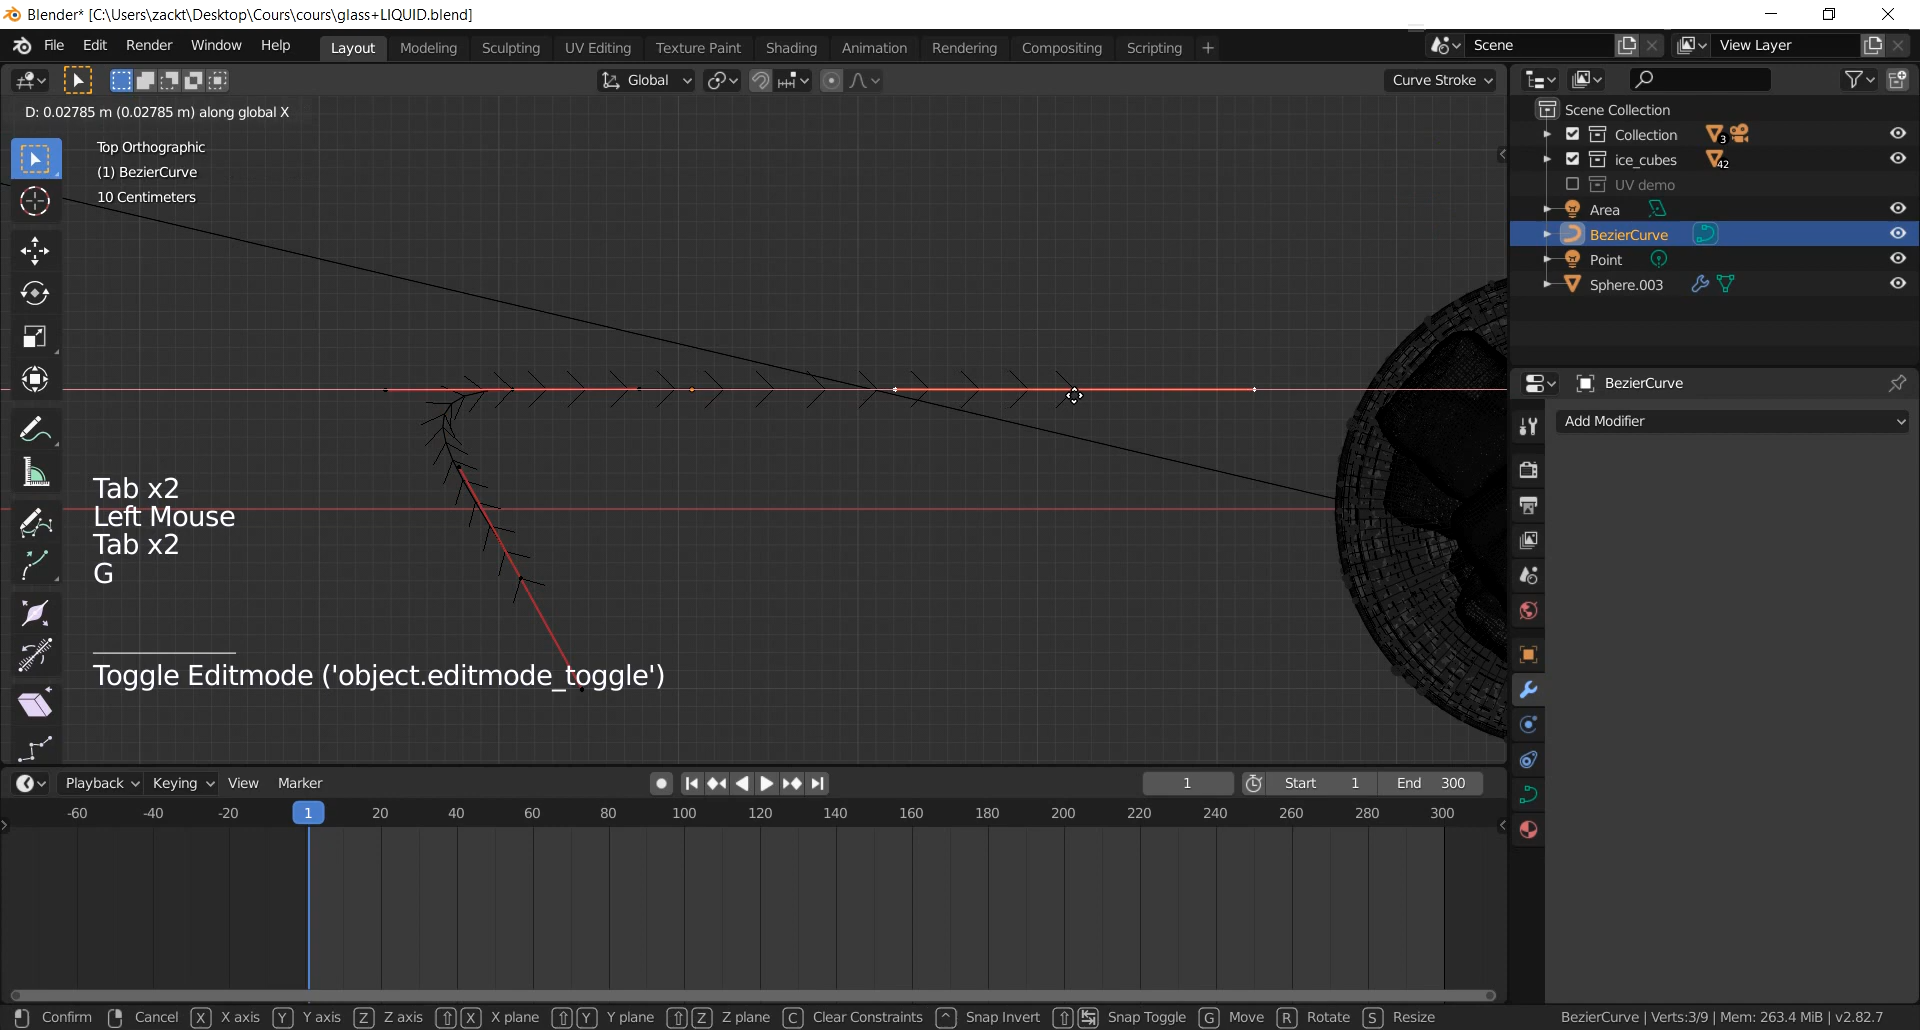 Blender* [C:\Users\zackt\Desktop\Cours\cours\glass+LIQUID.blend]
File Edit Render Window Help Layout Modeling Sculpting UV Editing Texture Paint Shading Animation Rendering Compositing Scripting + Scene View Layer
Global Curve Stroke
D: 0.02785 m (0.02785 m) along global X
Top Orthographic
(1) BezierCurve
10 Centimeters
Scene Collection
Collection 3
ice_cubes 42
UV demo
Area
BezierCurve
Point
Sphere.003
BezierCurve
Add Modifier
Tab x2
Left Mouse
Tab x2
G
Toggle Editmode ('object.editmode_toggle')
Playback Keying View Marker 1 Start 1 End 300
-60 -40 -20 1 20 40 60 80 100 120 140 160 180 200 220 240 260 280 300
Confirm Cancel X X axis Y Y axis Z Z axis X X plane Y Y plane Z Z plane C Clear Constraints ^ Snap Invert Snap Toggle G Move R Rotate S Resize BezierCurve | Verts:3/9 | Mem: 263.4 MiB | v2.82.7